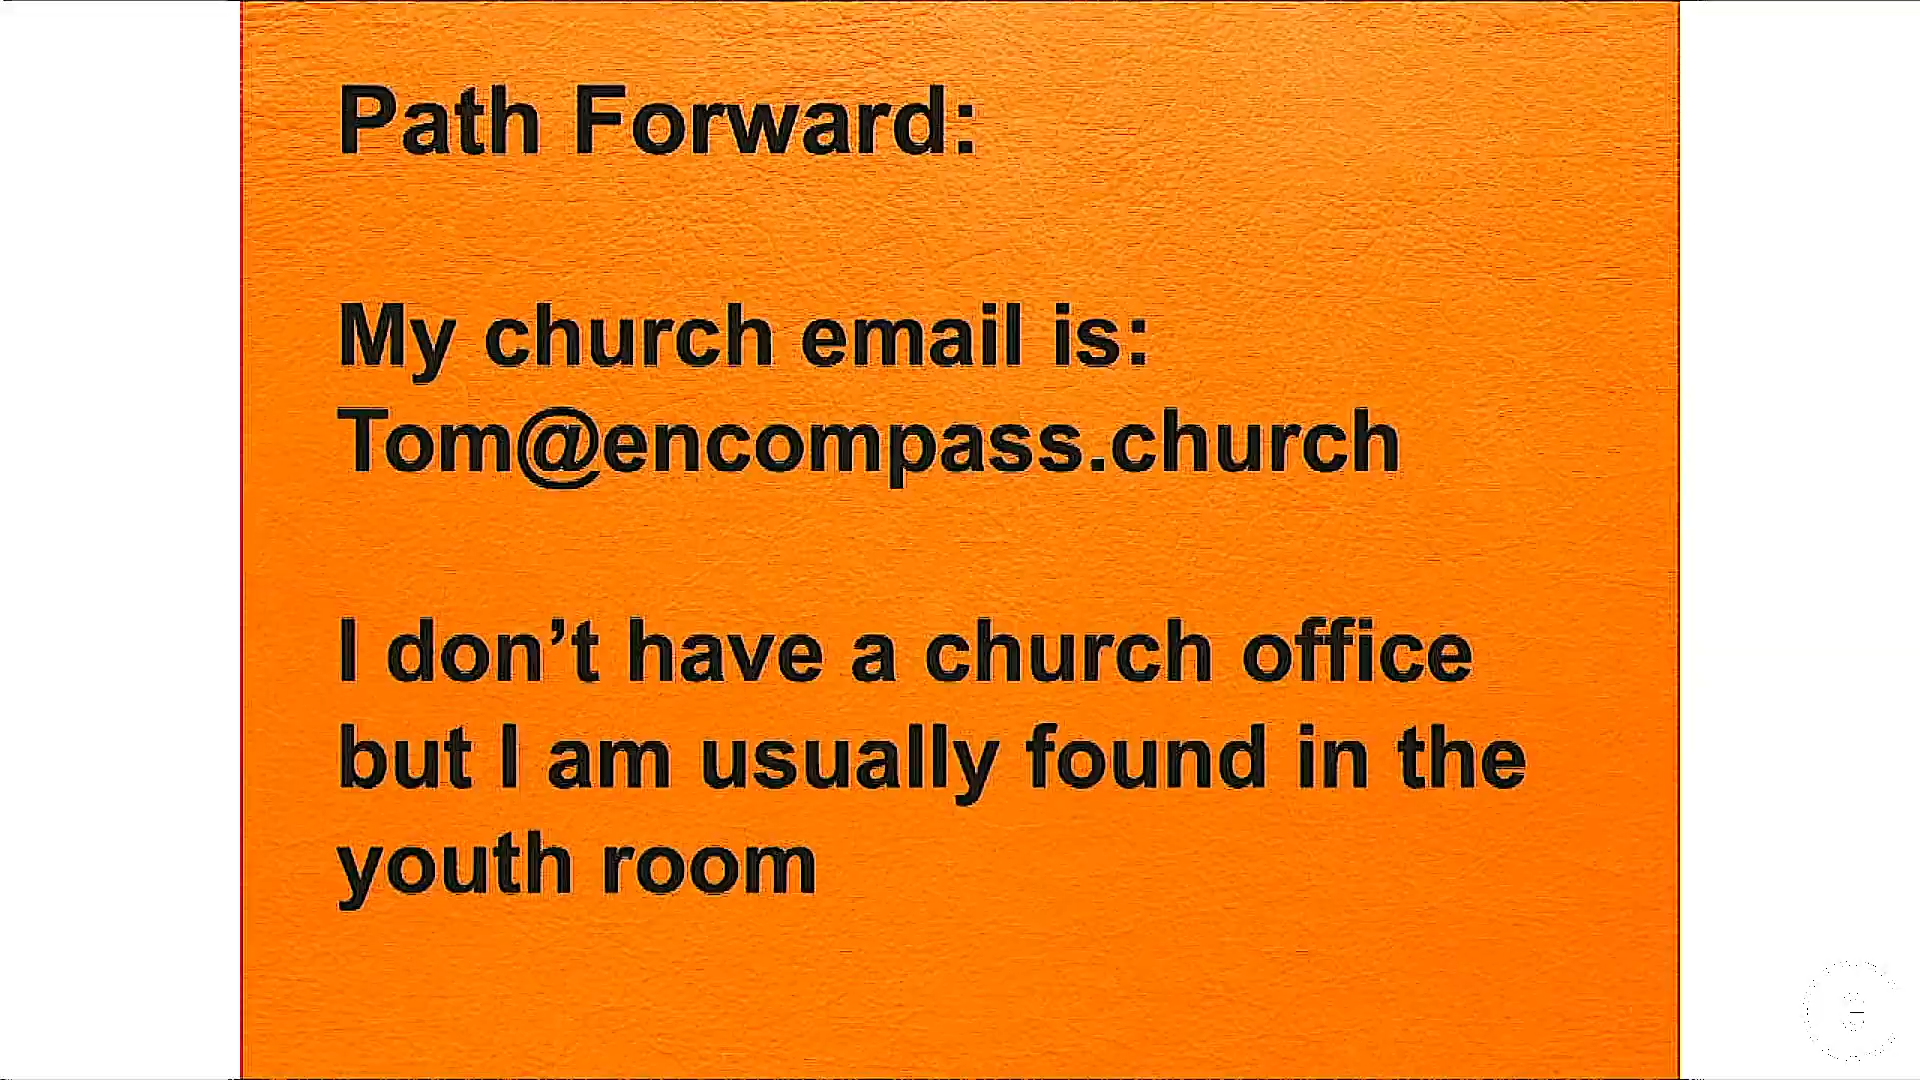 Path Forward:
My church email is:
Tom@encompass.church
I don’t have a church office
but I am usually found in the
youth room